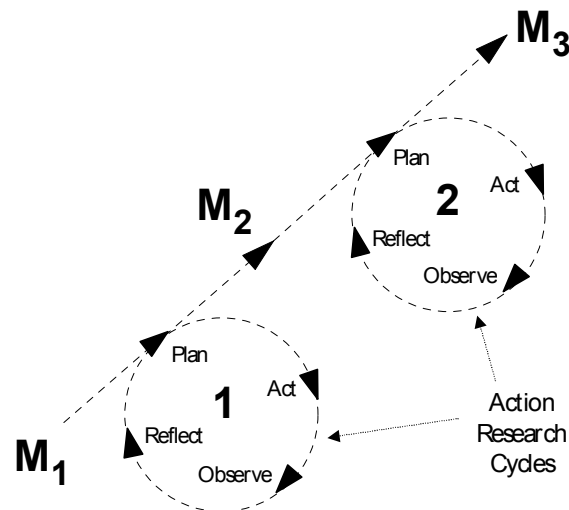 M3
Plan
Act
2
M2
Reflect
Observe
Plan
Act
1
Action
Research
Cycles
Reflect
M1
Observe